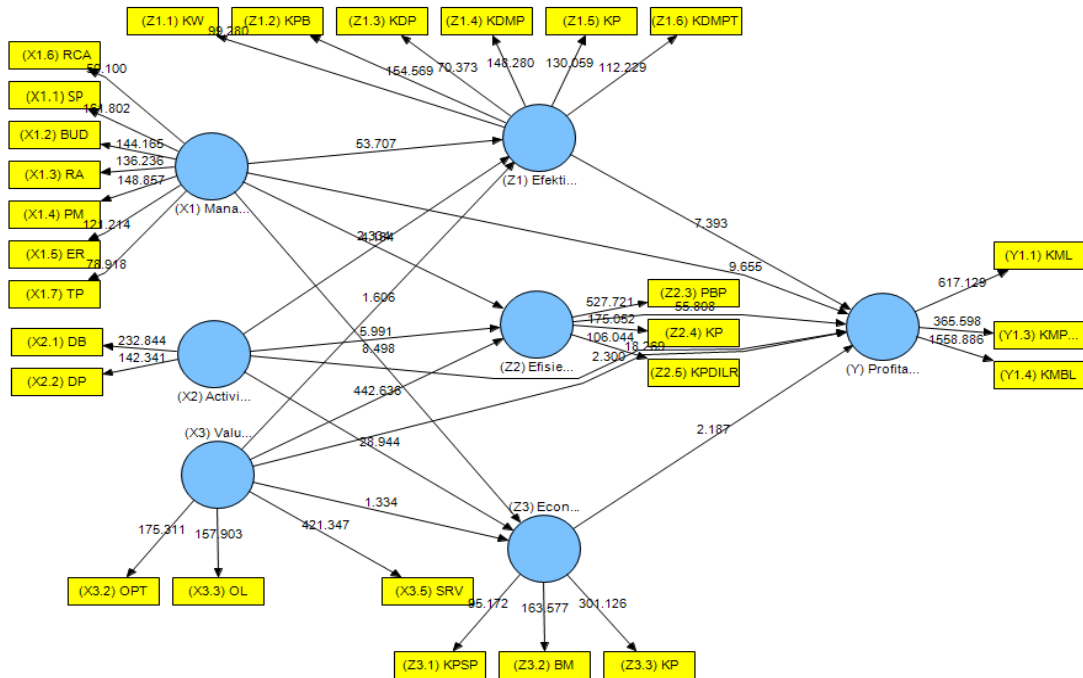 (Z1.1) KW
(Z1.2) KPB
(Z1.3) KDP
(Z1.4) KDMP
(Z1.5) KP
(Z1.6) KDMPT
99.280
154.569
70.373
148.280
130.059
112.229
(X1.6) RCA
(X1.1) SP
(X1.2) BUD
(X1.3) RA
(X1.4) PM
(X1.5) ER
(X1.7) TP
161.802
144.165
136.236
148.857
121.214
78.918
(X1) Mana...
53.707
(Z1) Efekti...
7.393
9.655
1.606
(X2.1) DB
(X2.2) DP
232.844
142.341
(X2) Activi...
5.991
8.498
(Z2) Efisie...
527.721
175.052
106.044
(Z2.3) PBP
(Z2.4) KP
(Z2.5) KPDILR
55.808
18.269
2.300
(Y) Profita...
617.129
365.598
1558.886
(Y1.1) KML
(Y1.3) KMP...
(Y1.4) KMBL
442.636
(X3) Valu...
28.944
1.334
2.187
175.311
157.903
421.347
(X3.2) OPT
(X3.3) OL
(X3.5) SRV
(Z3) Econ...
95.172
163.577
301.126
(Z3.1) KPSP
(Z3.2) BM
(Z3.3) KP